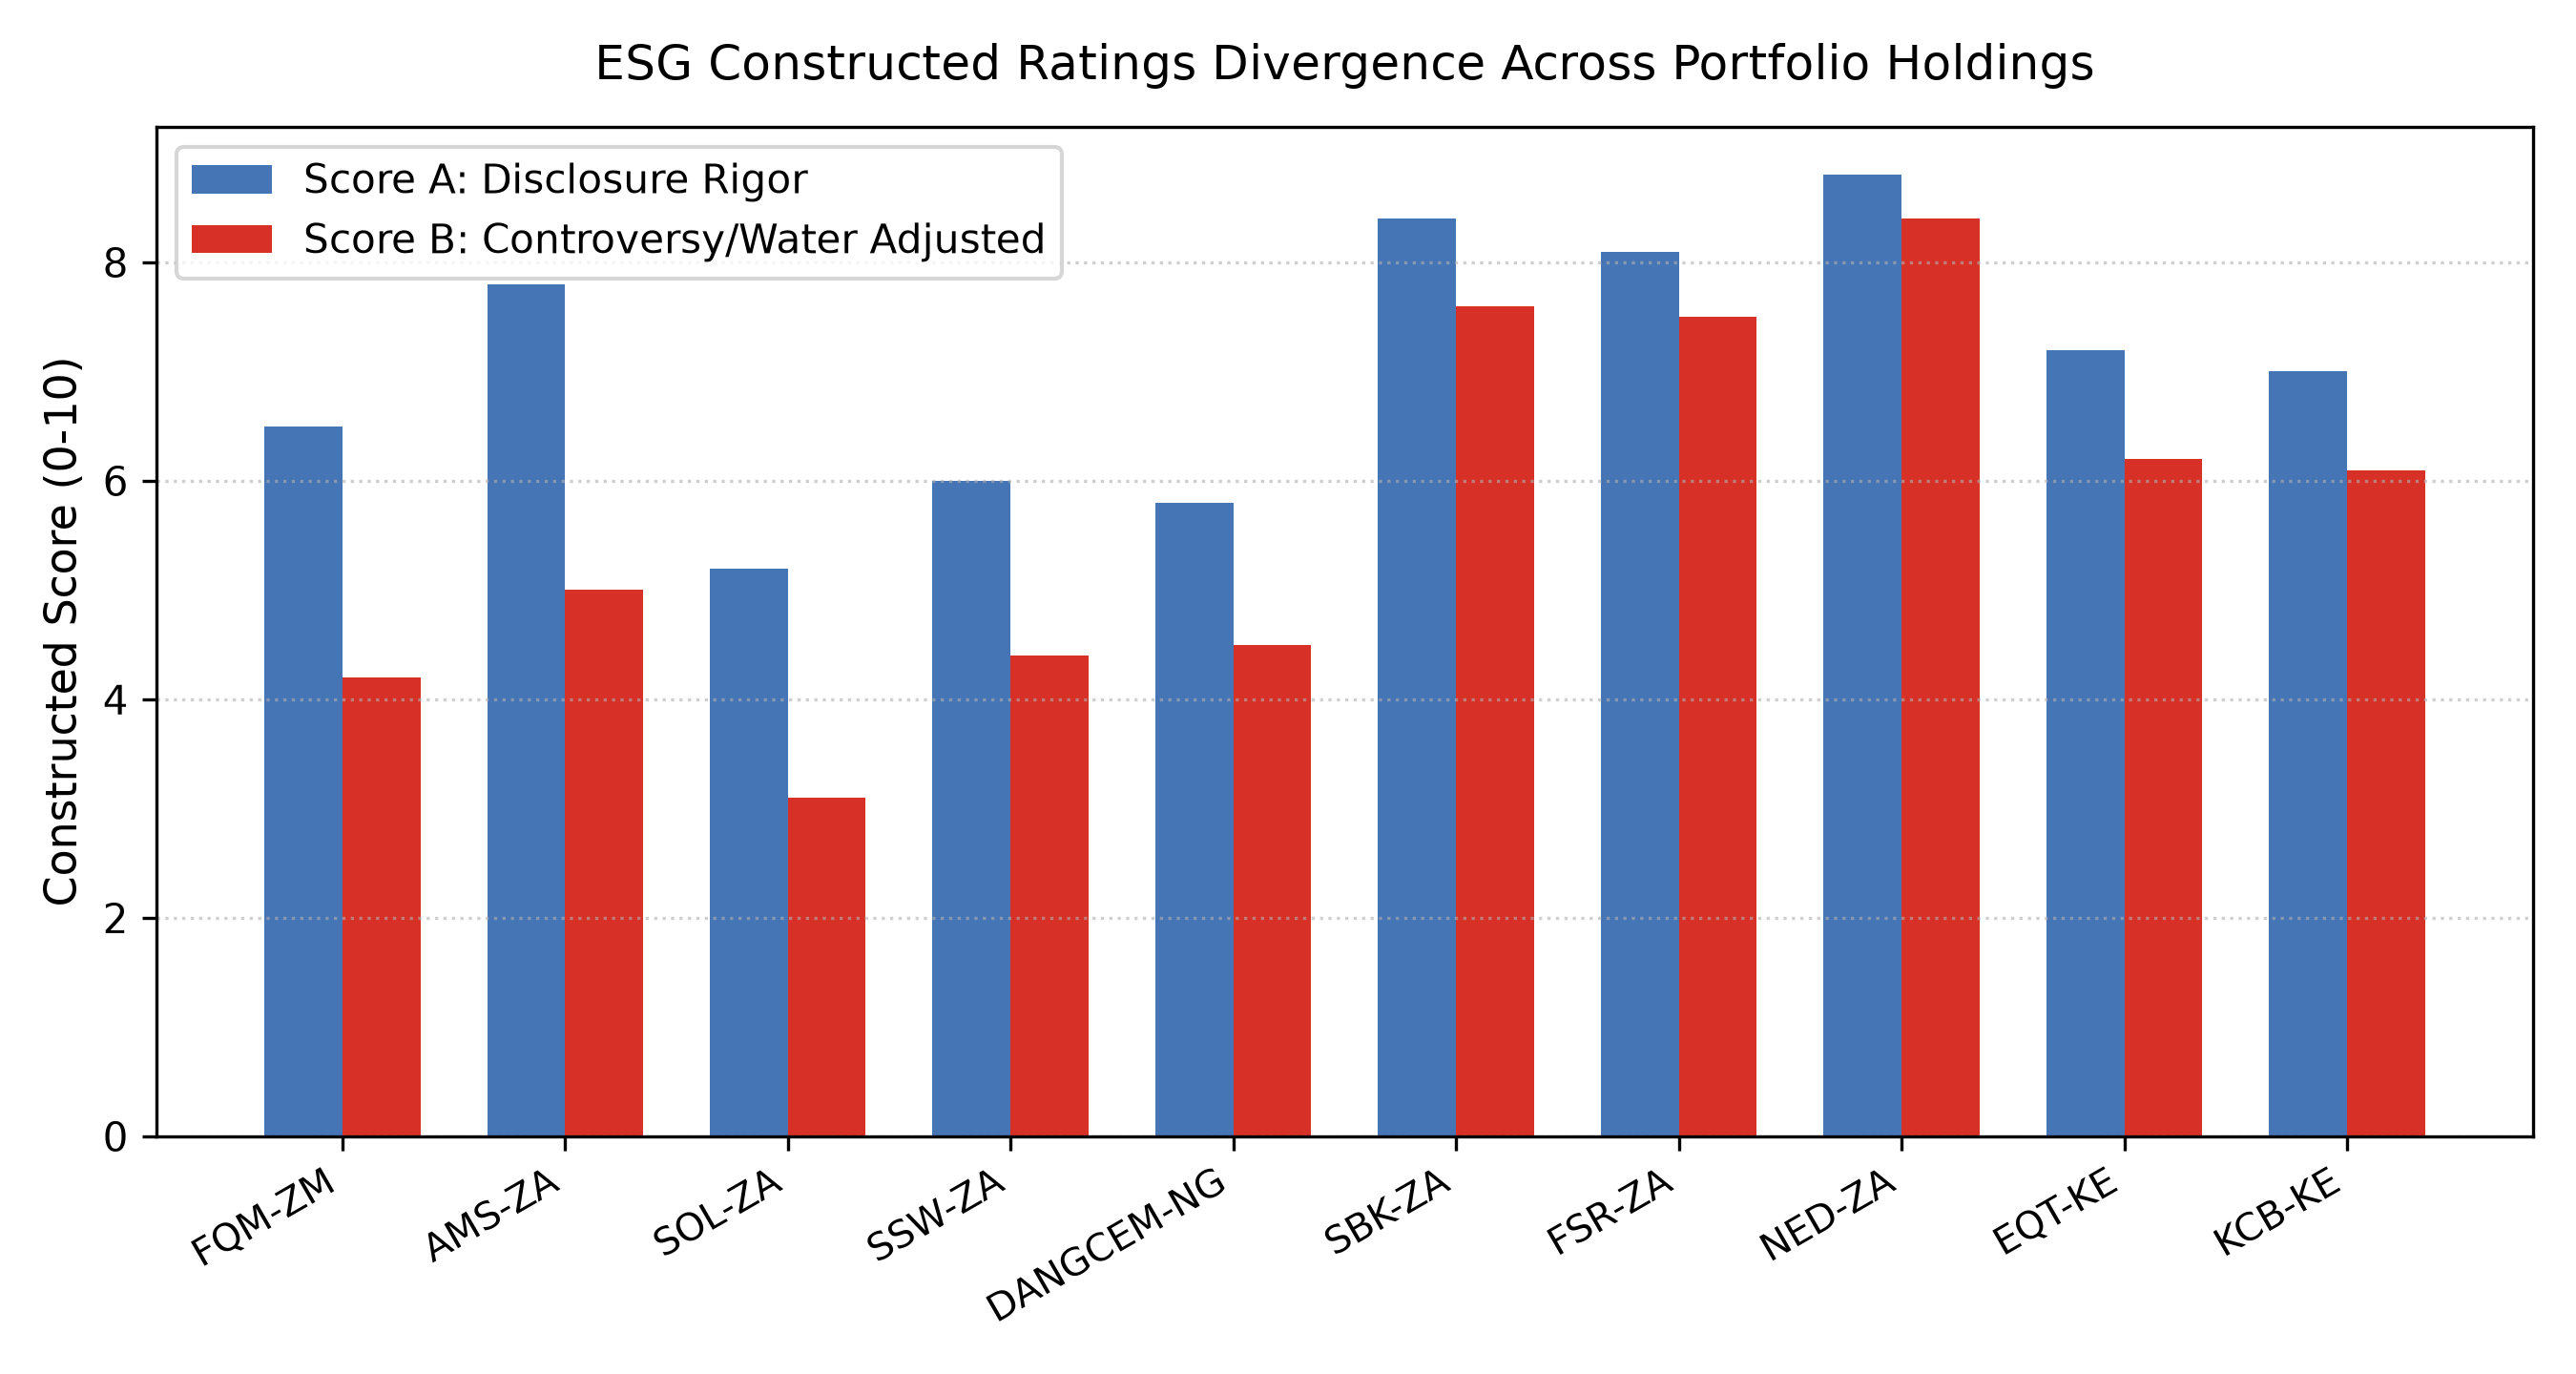 ESG Constructed Ratings Divergence Across Portfolio Holdings
Score A: Disclosure Rigor
Score B: Controversy/Water Adjusted
Constructed Score (0-10)
8
6
4
2
0
FQM-ZM
AMS-ZA
SOL-ZA
SSW-ZA
DANGCEM-NG
SBK-ZA
FSR-ZA
NED-ZA
EQT-KE
KCB-KE